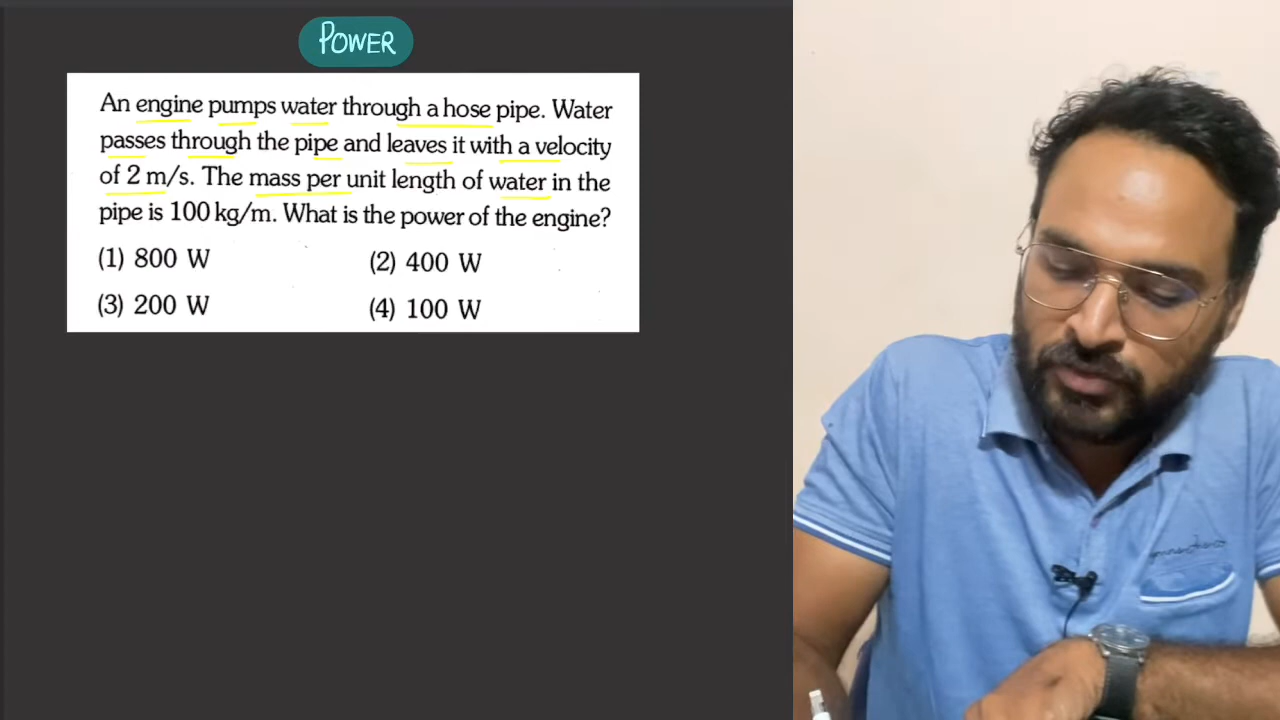 POWER
An engine pumps water through a hose pipe. Water
passes through the pipe and leaves it with a velocity
of 2 m/s. The mass per unit length of water in the
pipe is 100 kg/m. What is the power of the engine?
(1) 800 W (2) 400 W
(3) 200 W (4) 100 W